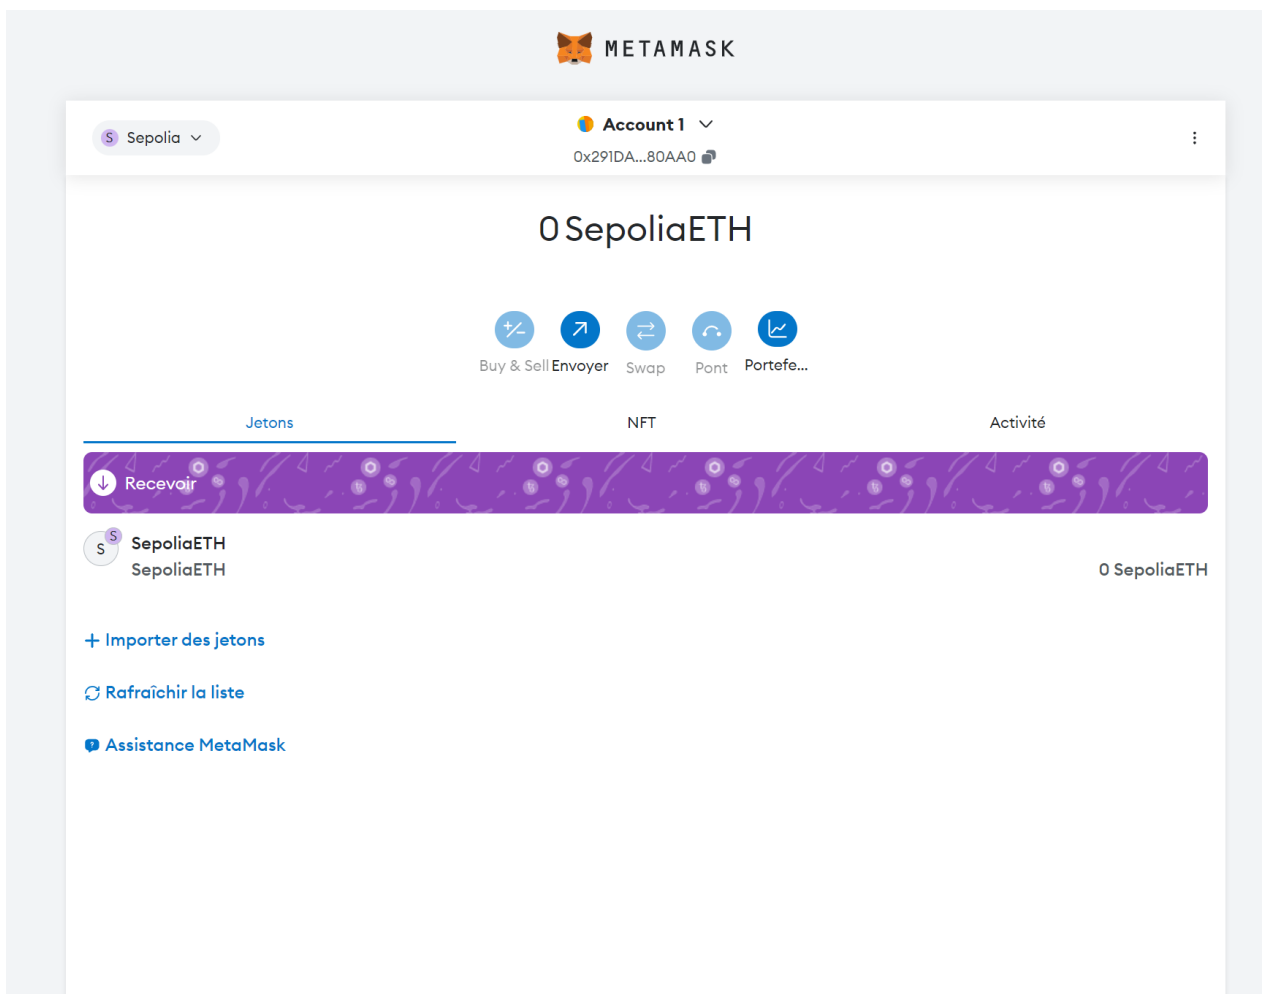 METAMASK
S Sepolia
Account 1
0x291DA...80AA0
0 SepoliaETH
Buy & Sell Envoyer Swap Pont Portefe...
Jetons NFT Activité
Recevoir
S
S SepoliaETH
SepoliaETH 0 SepoliaETH
+ Importer des jetons
Rafraîchir la liste
Assistance MetaMask